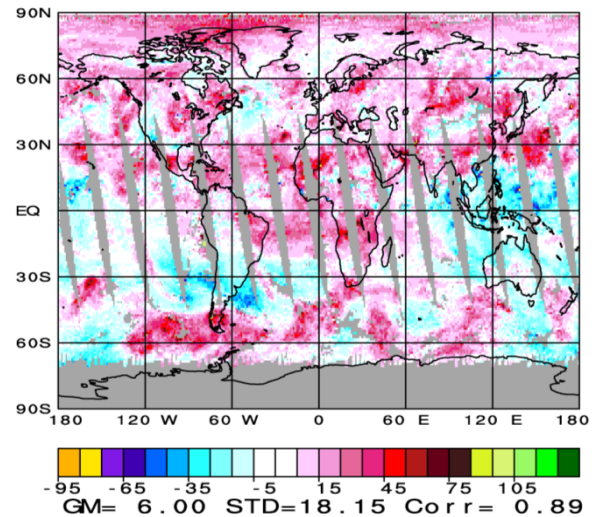 90N
60N
30N
EQ
30S
60S
90S
180 120 W 60 W 0 60 E 120 E 180
-95 -65 -35 -5 15 45 75 105
GM= 6.00 STD=18.15 Corr= 0.89